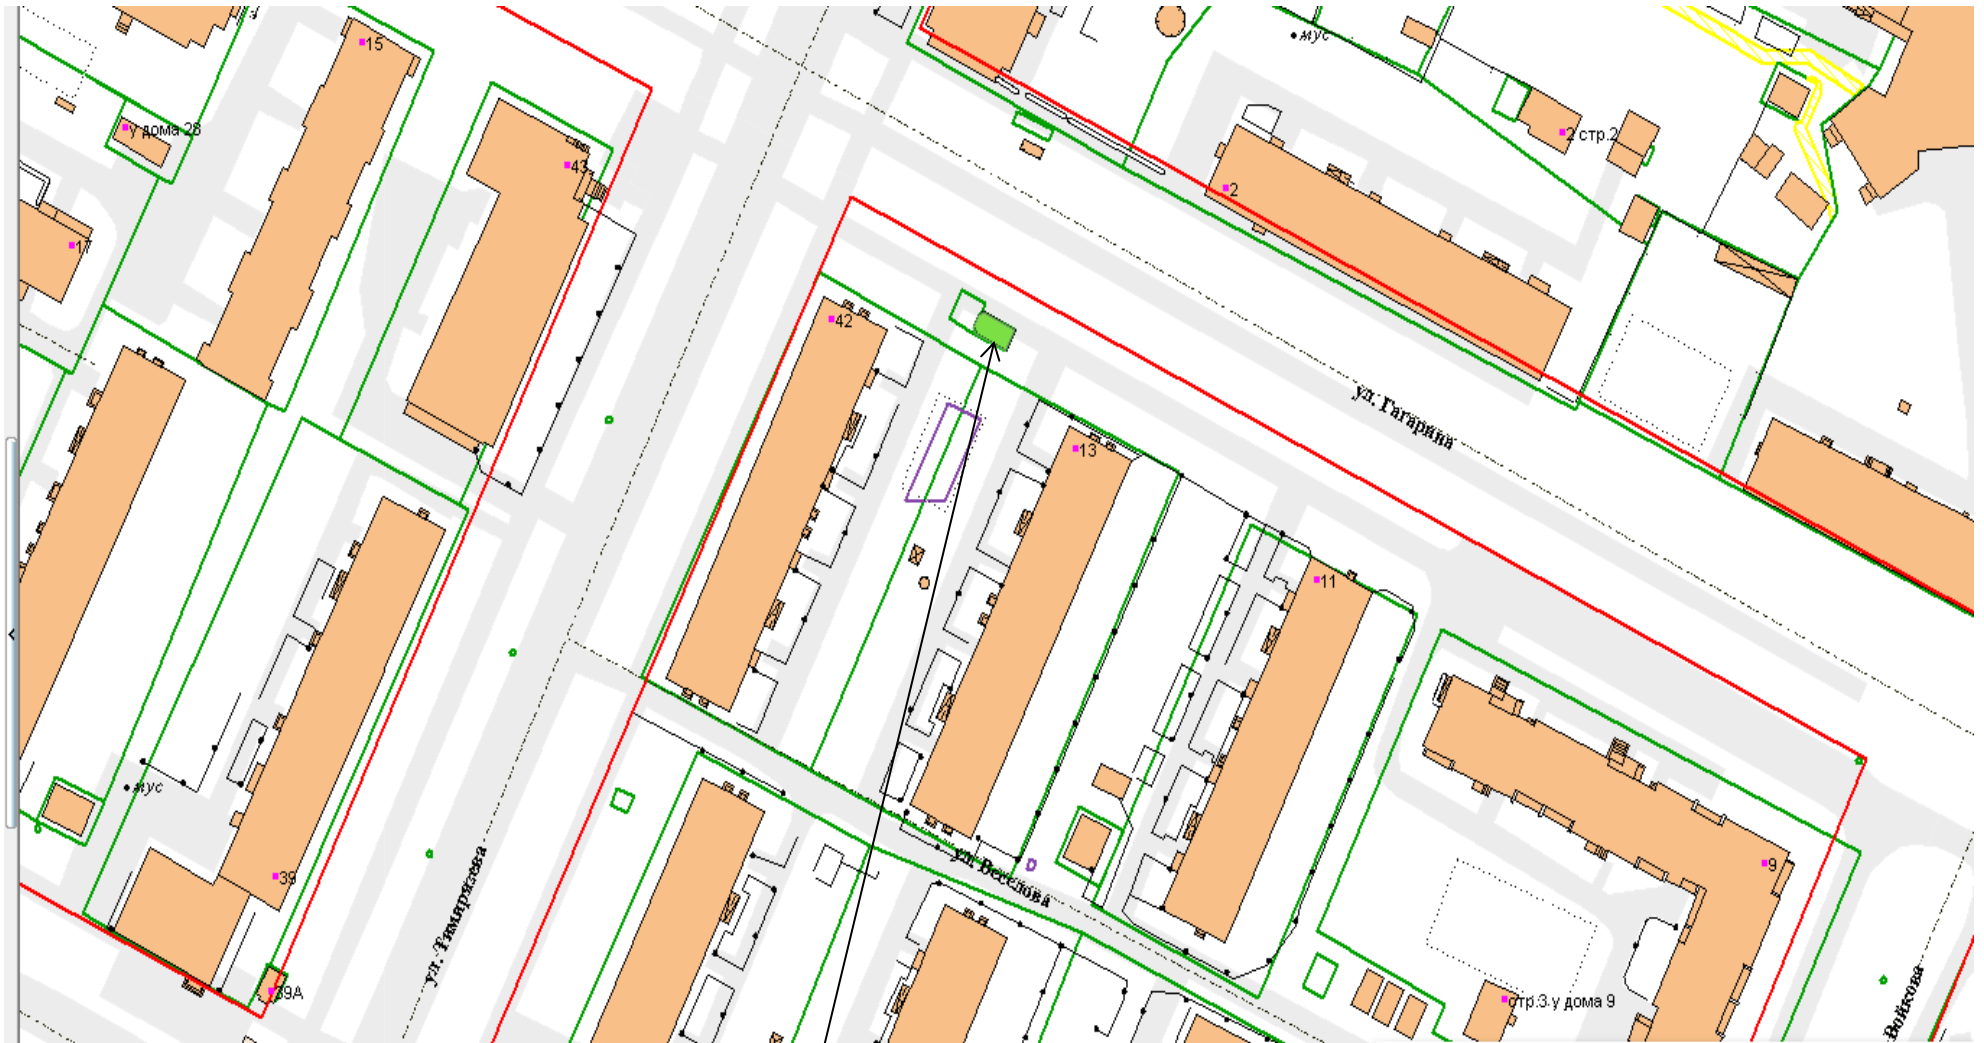 15
мус
у дома 28
2 стр.2
43
2
17
42
ул. Гагарина
13
11
мус
ул. Тимирязева
39
ул. Веселова
9
39А
стр.3 у дома 9
Войкова